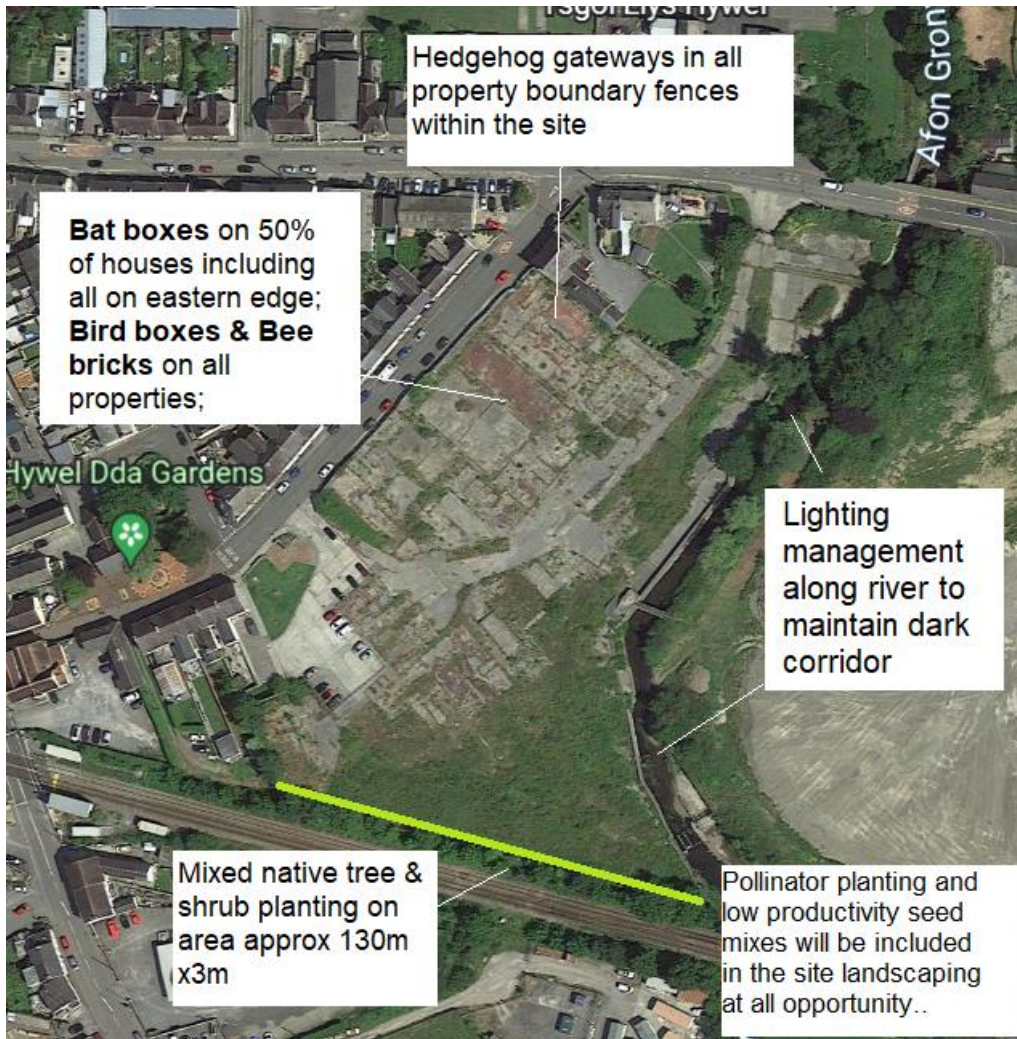 Ysgol Llys Hywel
Hedgehog gateways in all
property boundary fences
within the site
Afon Gron
Bat boxes on 50%
of houses including
all on eastern edge;
Bird boxes & Bee
bricks on all
properties;
Hywel Dda Gardens
Lighting
management
along river to
maintain dark
corridor
Mixed native tree &
shrub planting on
area approx 130m
x3m
Pollinator planting and
low productivity seed
mixes will be included
in the site landscaping
at all opportunity..